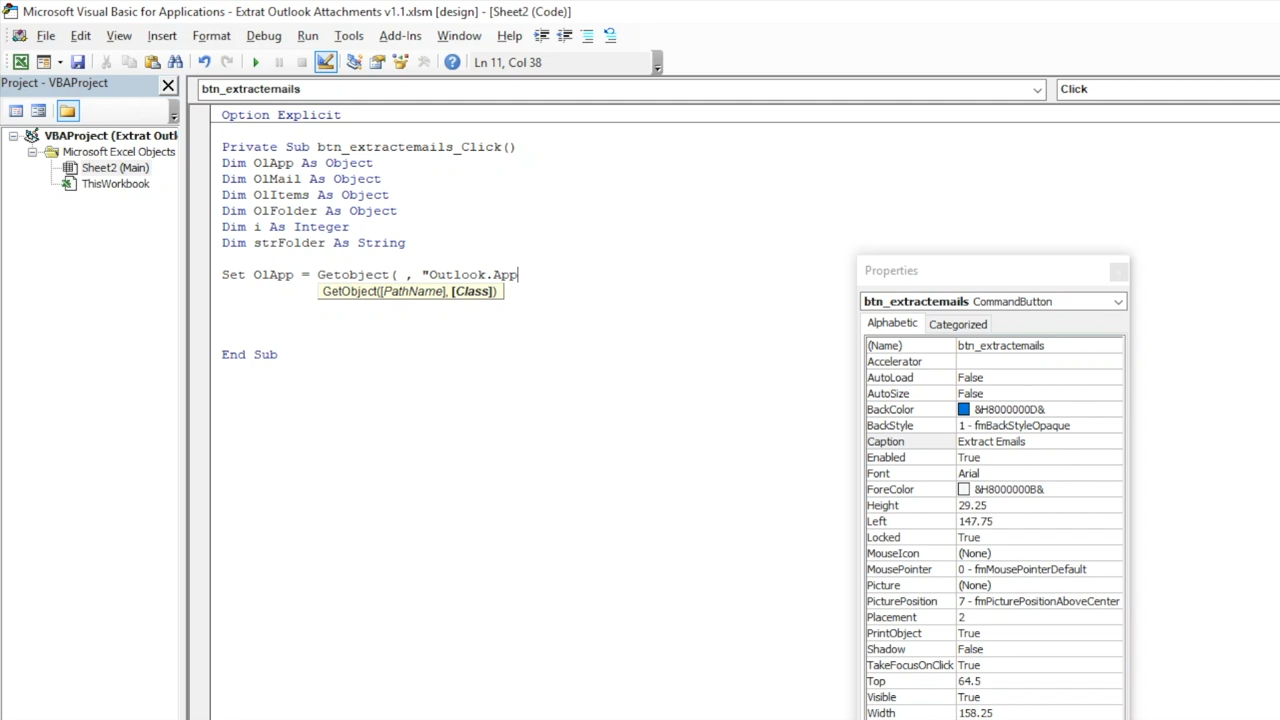 Microsoft Visual Basic for Applications - Extrat Outlook Attachments v1.1.xlsm [design] - [Sheet2 (Code)]
File Edit View Insert Format Debug Run Tools Add-Ins Window Help
Ln 11, Col 38
Project - VBAProject
btn_extractemails
Click
VBAProject (Extrat Outl
Microsoft Excel Objects
Sheet2 (Main)
ThisWorkbook
Option Explicit
Private Sub btn_extractemails_Click()
Dim OlApp As Object
Dim OlMail As Object
Dim OlItems As Object
Dim OlFolder As Object
Dim i As Integer
Dim strFolder As String
Set OlApp = Getobject( , "Outlook.App
GetObject([PathName], [Class])
End Sub
Properties
btn_extractemails CommandButton
Alphabetic Categorized
(Name) btn_extractemails
Accelerator
AutoLoad False
AutoSize False
BackColor &H8000000D&
BackStyle 1 - fmBackStyleOpaque
Caption Extract Emails
Enabled True
Font Arial
ForeColor &H8000000B&
Height 29.25
Left 147.75
Locked True
MouseIcon (None)
MousePointer 0 - fmMousePointerDefault
Picture (None)
PicturePosition 7 - fmPicturePositionAboveCenter
Placement 2
PrintObject True
Shadow False
TakeFocusOnClick True
Top 64.5
Visible True
Width 158.25